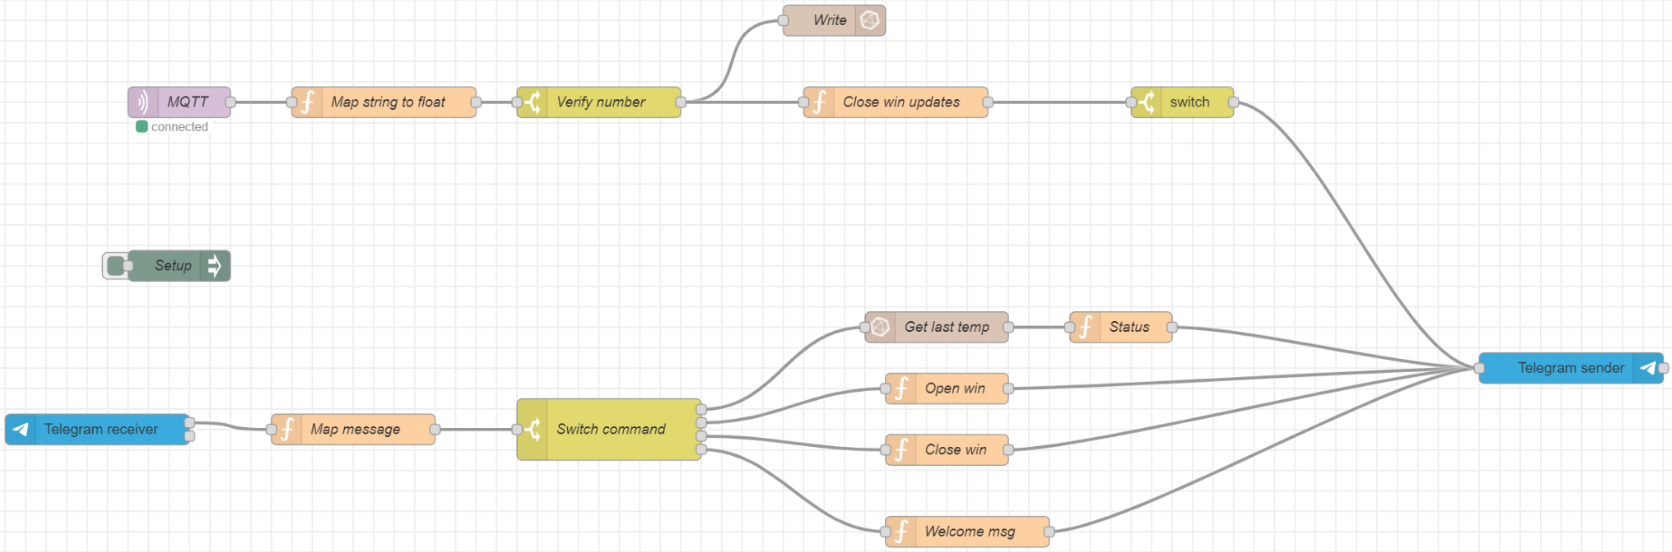 Write
MQTT
Map string to float
Verify number
Close win updates
switch
connected
Setup
Get last temp
Status
Telegram sender
Open win
Telegram receiver
Map message
Switch command
Close win
Welcome msg